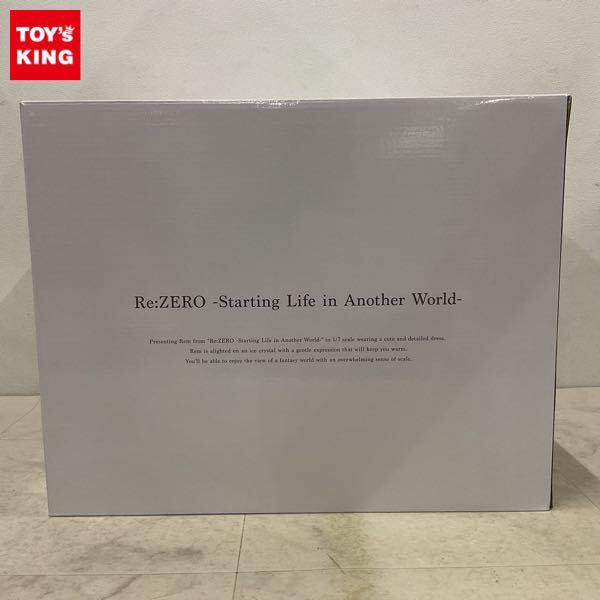 TOY's
KING
Re:ZERO -Starting Life in Another World-
Presenting Rem from "Re:ZERO -Starting Life in Another World-" in 1/7 scale wearing a cute and detailed dress.
Rem is alighted on an ice crystal with a gentle expression that will keep you warm.
You'll be able to enjoy the view of a fantasy world with an overwhelming sense of scale.